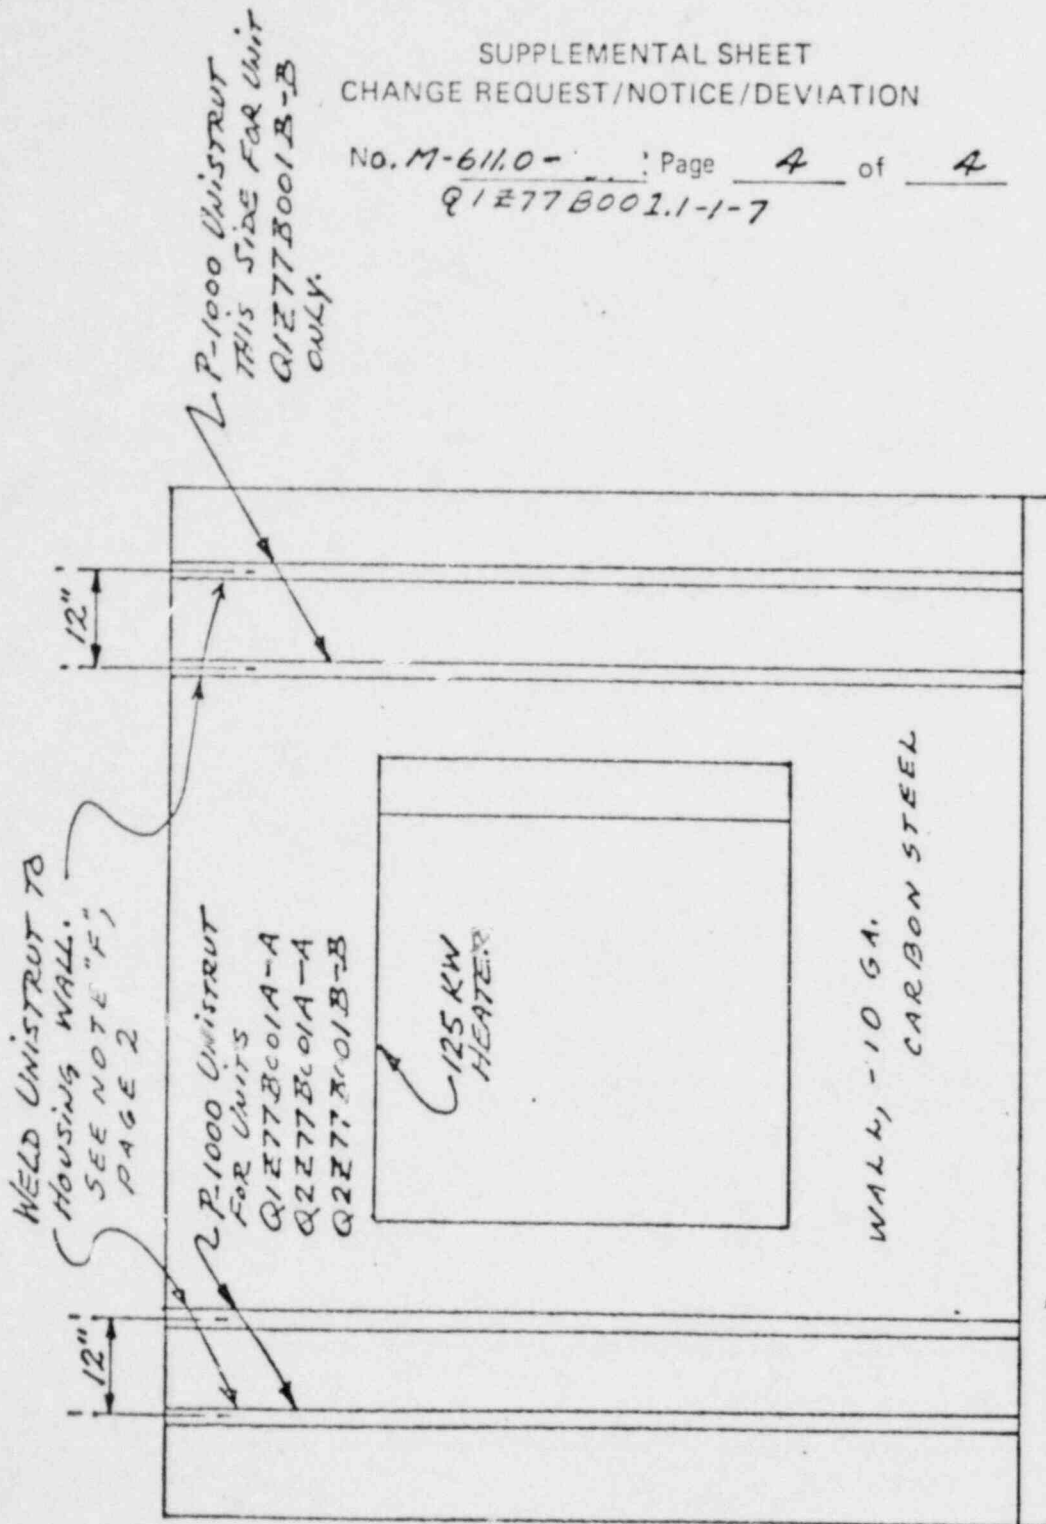 SUPPLEMENTAL SHEET
CHANGE REQUEST/NOTICE/DEVIATION
No. M-611.0- : Page 4 of 4
Q1Z77B001.1-1-7
P-1000 UNISTRUT
THIS SIDE FOR UNIT
Q1Z77B001B-B
ONLY.
12"
WELD UNISTRUT TO
HOUSING WALL.
SEE NOTE "F",
PAGE 2
P-1000 UNISTRUT
FOR UNITS
Q1Z77B001A-A
Q2Z77B001A-A
Q2Z77B001B-B
12"
125 KW
HEATER
WALL, -10 GA.
CARBON STEEL